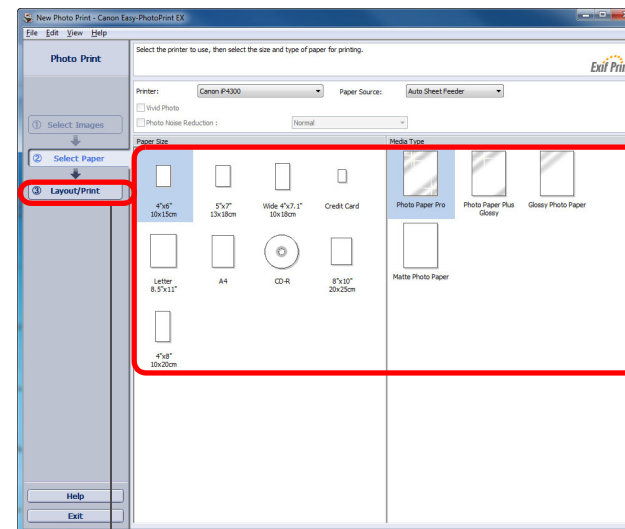 New Photo Print - Canon Easy-PhotoPrint EX
File Edit View Help
Photo Print
Select the printer to use, then select the size and type of paper for printing.
Exif Prin
Printer: Canon iP4300 Paper Source: Auto Sheet Feeder
Vivid Photo
Photo Noise Reduction : Normal
① Select Images
② Select Paper
③ Layout/Print
Paper Size Media Type
4"x6" 5"x7" Wide 4"x7.1" Credit Card Photo Paper Pro Photo Paper Plus Glossy Photo Paper
10x15cm 13x18cm 10x18cm Glossy
Letter A4 CD-R 8"x10" Matte Photo Paper
8.5"x11" 20x25cm
4"x8"
10x20cm
Help
Exit